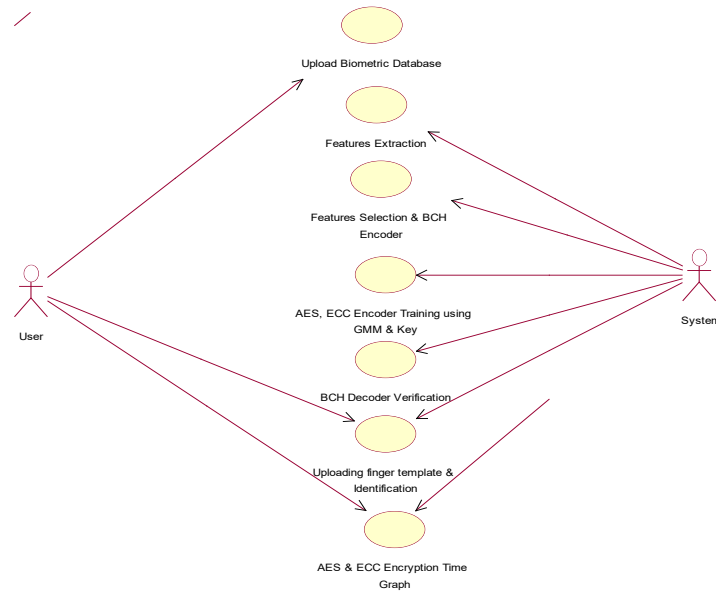 Upload Biometric Database
Features Extraction
Features Selection & BCH
Encoder
AES, ECC Encoder Training using
GMM & Key
User
System
BCH Decoder Verification
Uploading finger template &
Identification
AES & ECC Encryption Time
Graph